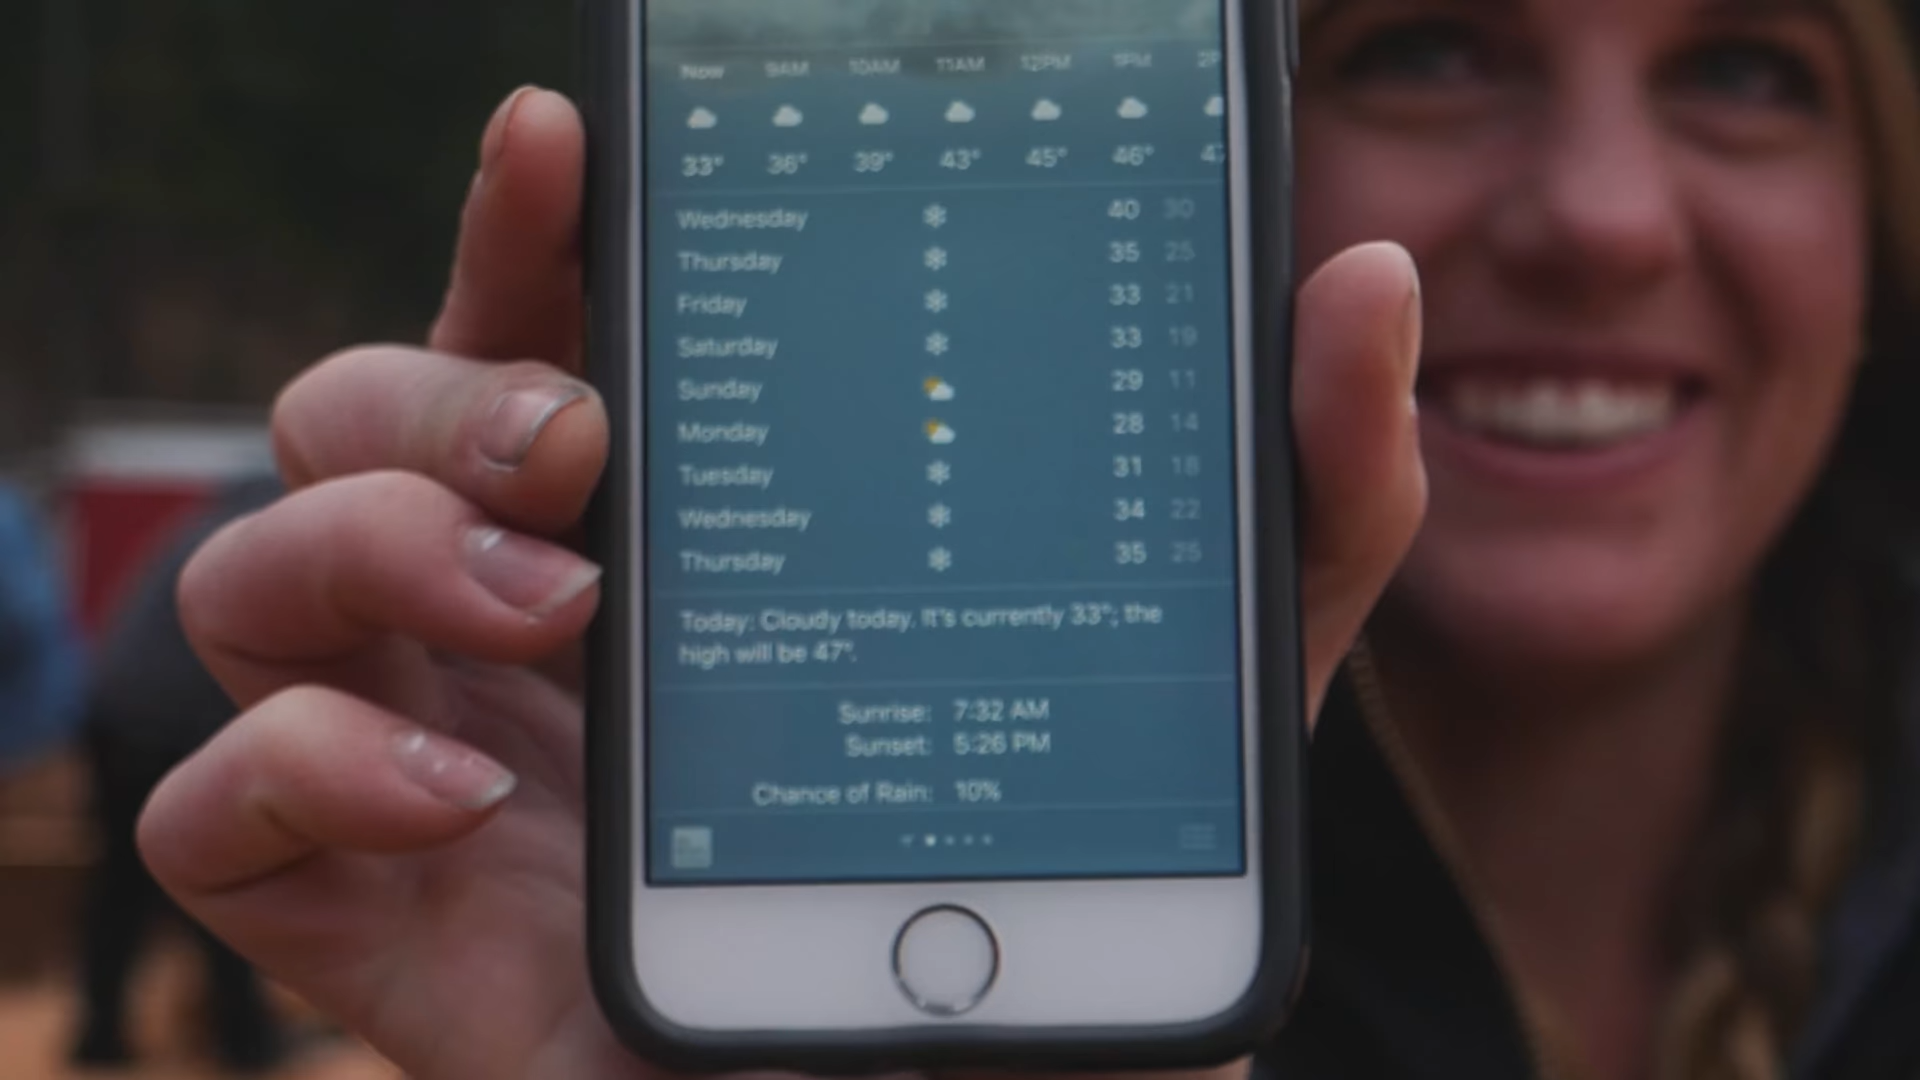 Now 9AM 10AM 11AM 12PM 1PM
33° 36° 39° 43° 45° 46°
Wednesday 40 30
Thursday 35 25
Friday 33 21
Saturday 33 19
Sunday 29 11
Monday 28 14
Tuesday 31 18
Wednesday 34 22
Thursday 35 25
Today: Cloudy today. It's currently 33°; the
high will be 47°.
Sunrise: 7:32 AM
Sunset: 5:26 PM
Chance of Rain: 10%